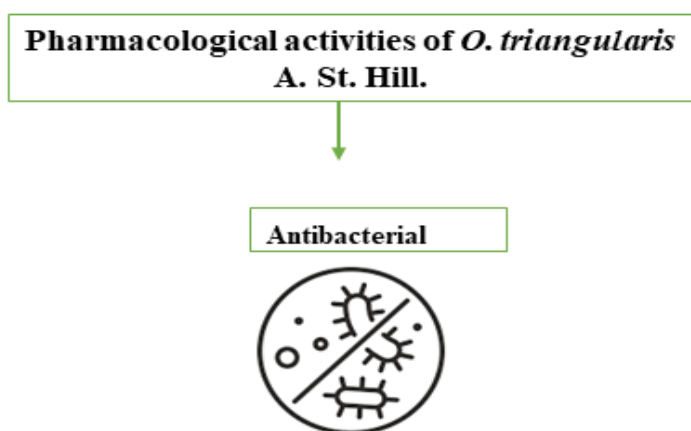 Pharmacological activities of O. triangularis
A. St. Hill.
Antibacterial